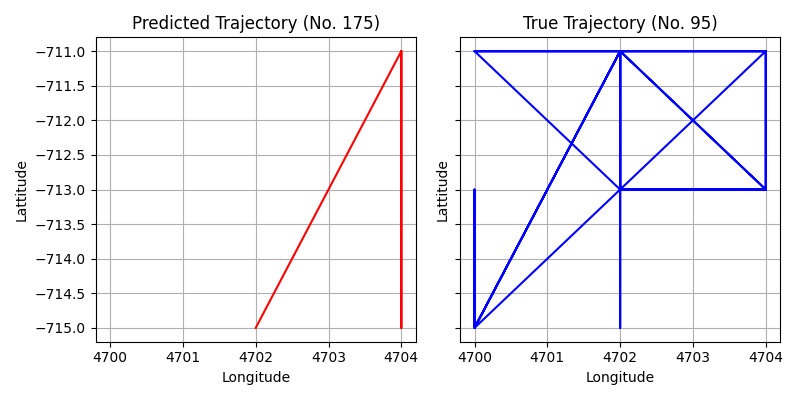 Predicted Trajectory (No. 175)
True Trajectory (No. 95)
−711.0
−711.5
−712.0
−712.5
−713.0
−713.5
−714.0
−714.5
−715.0
Lattitude
Lattitude
4700 4701 4702 4703 4704
4700 4701 4702 4703 4704
Longitude
Longitude